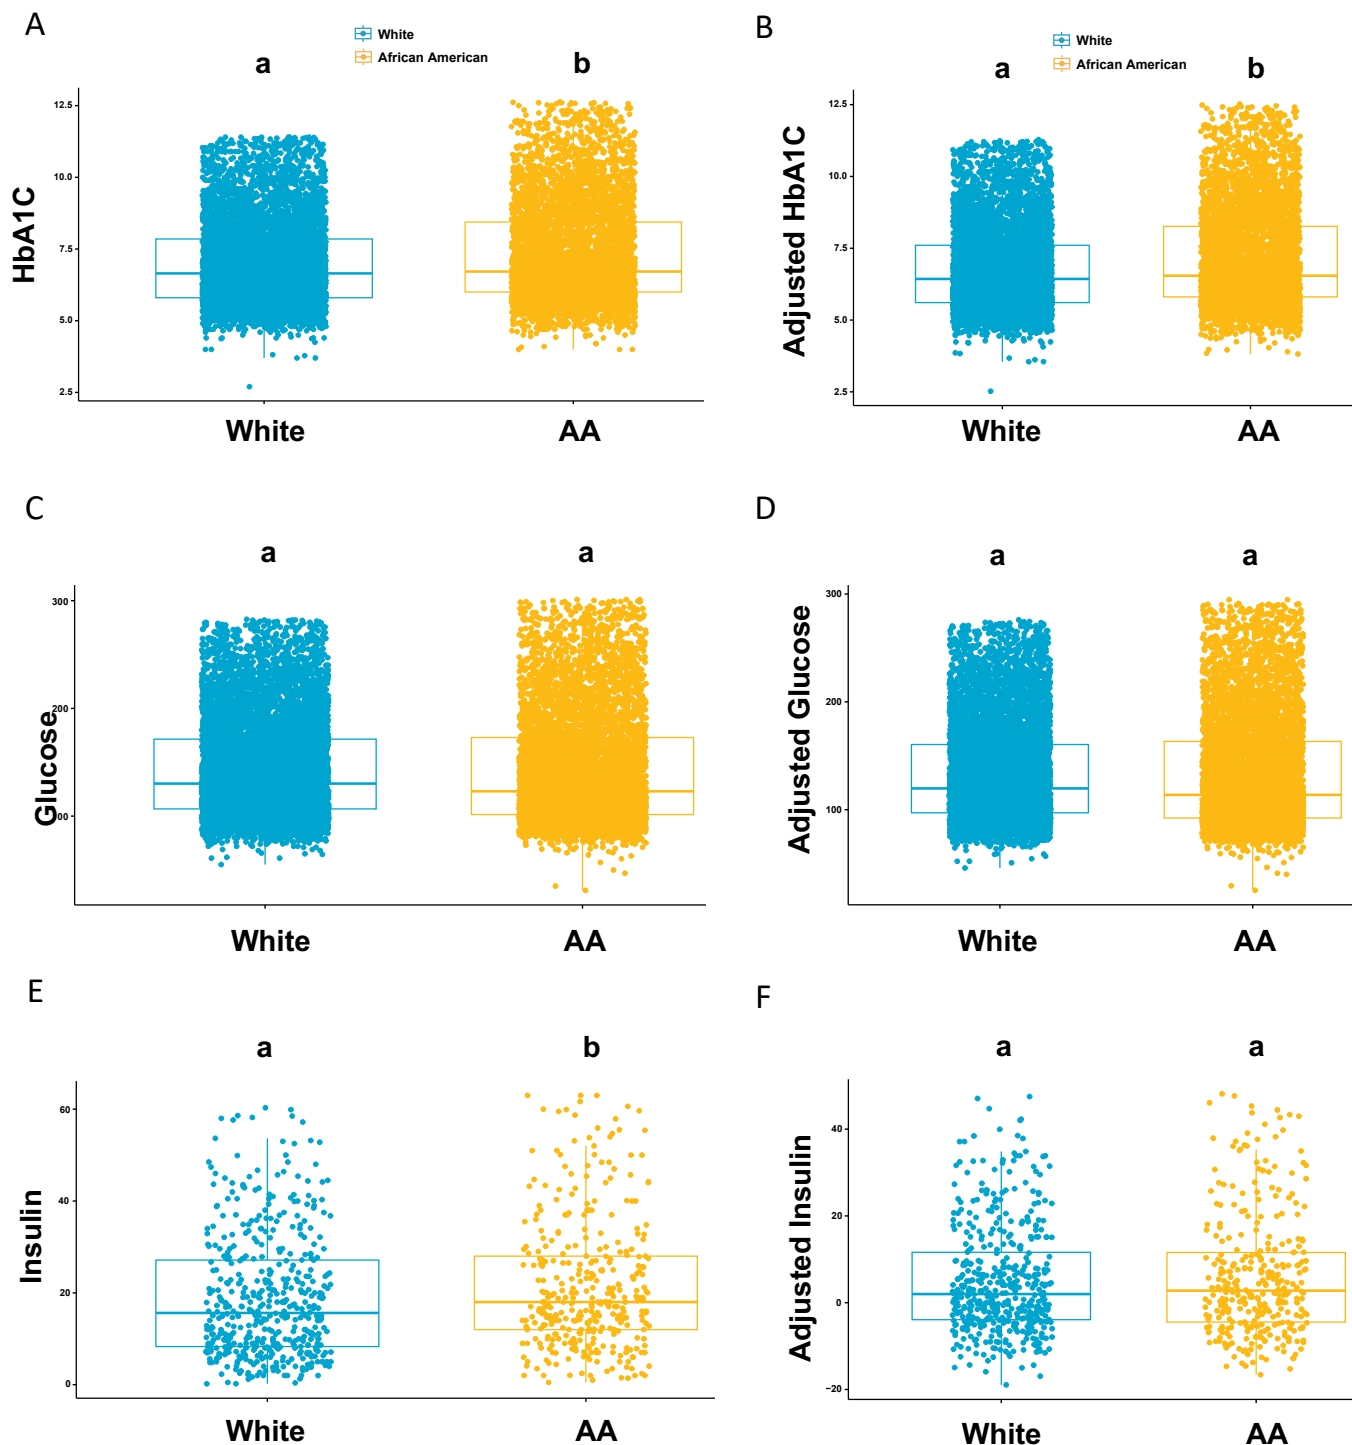 A
White
African American
a
b
12.5
10.0
7.5
5.0
2.5
HbA1C
White
AA
B
White
African American
a
b
12.5
10.0
7.5
5.0
2.5
Adjusted HbA1C
White
AA
C
a
a
300
200
100
Glucose
White
AA
D
a
a
300
200
100
Adjusted Glucose
White
AA
E
a
b
60
40
20
0
Insulin
White
AA
F
a
a
40
20
0
−20
Adjusted Insulin
White
AA